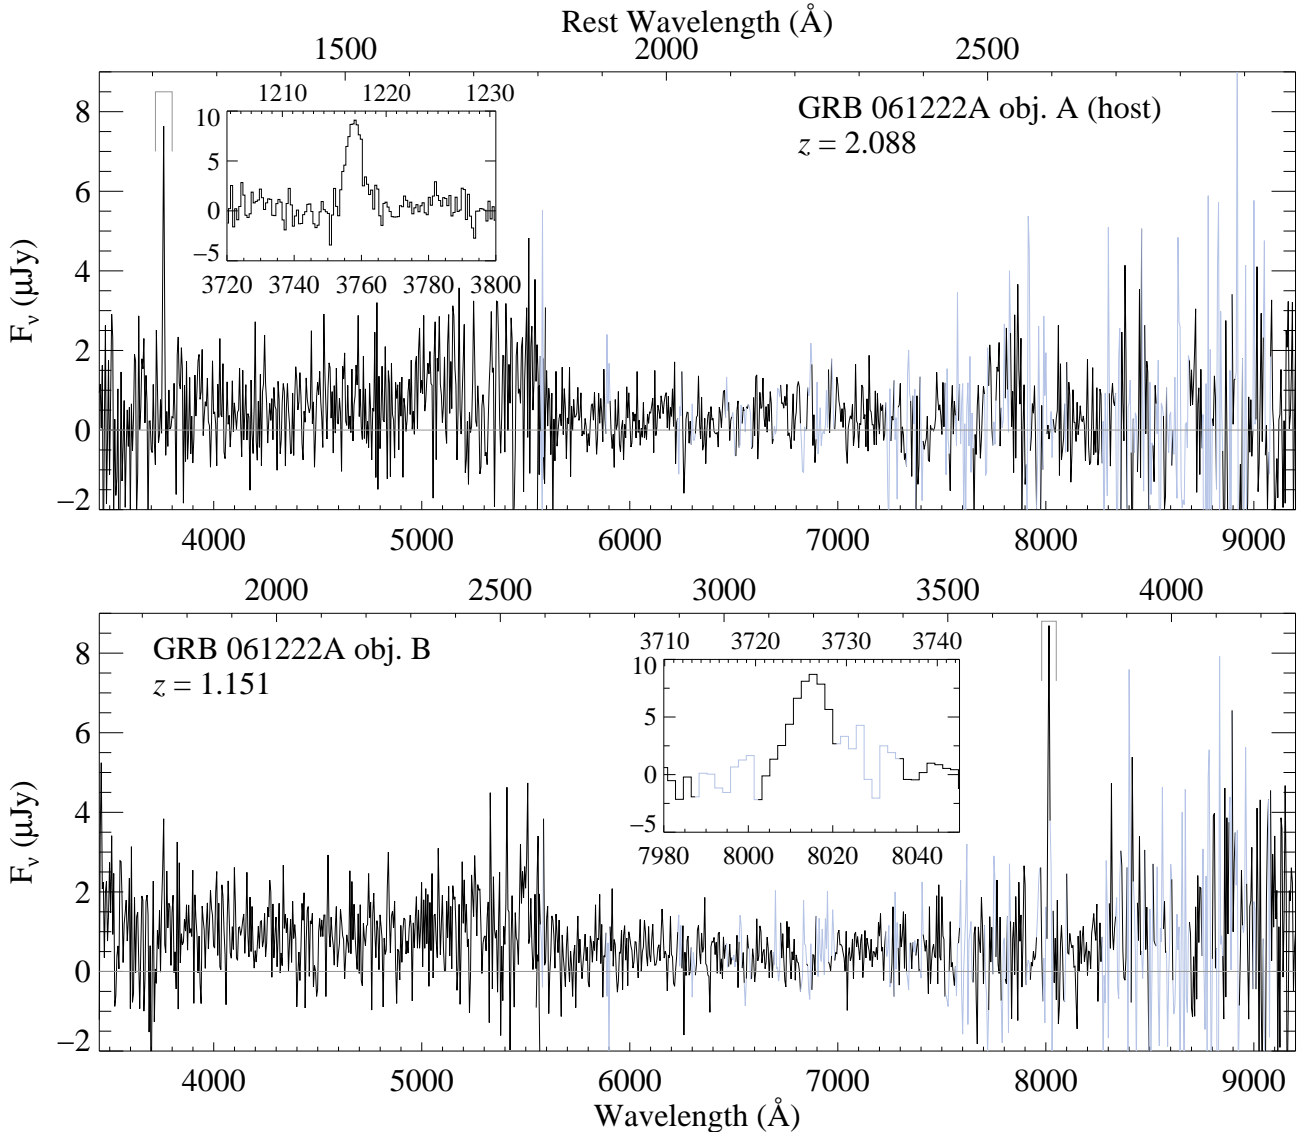 Rest Wavelength (Å)
1500 2000 2500
GRB 061222A obj. A (host)
z = 2.088
1210 1220 1230
10
5
0
−5
3720 3740 3760 3780 3800
8
6
4
2
0
−2
Fν (μJy)
4000 5000 6000 7000 8000 9000
2000 2500 3000 3500 4000
GRB 061222A obj. B
z = 1.151
3710 3720 3730 3740
10
5
0
−5
7980 8000 8020 8040
8
6
4
2
0
−2
Fν (μJy)
4000 5000 6000 7000 8000 9000
Wavelength (Å)